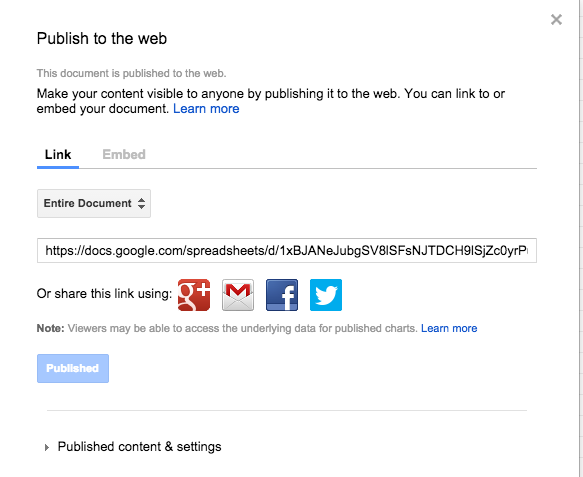 Publish to the web
This document is published to the web.
Make your content visible to anyone by publishing it to the web. You can link to or
embed your document. Learn more
Link Embed
Entire Document
https://docs.google.com/spreadsheets/d/1xBJANeJubgSV8lSFsNJTDCH9lSjZc0yrP
Or share this link using: g+ f
Note: Viewers may be able to access the underlying data for published charts. Learn more
Published
Published content & settings